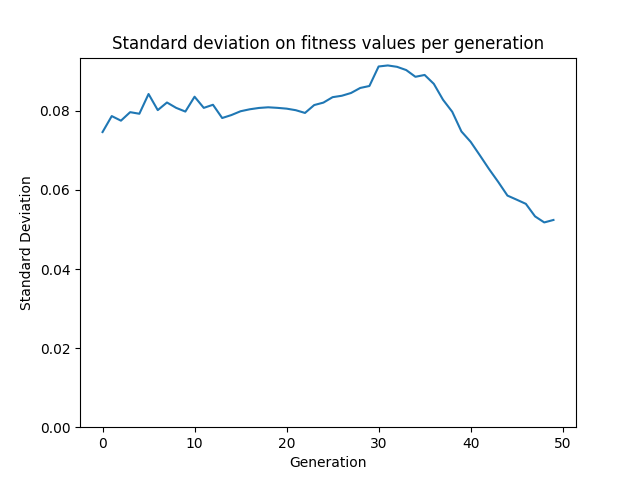 Standard deviation on fitness values per generation
Standard Deviation
0.08
0.06
0.04
0.02
0.00
0 10 20 30 40 50
Generation